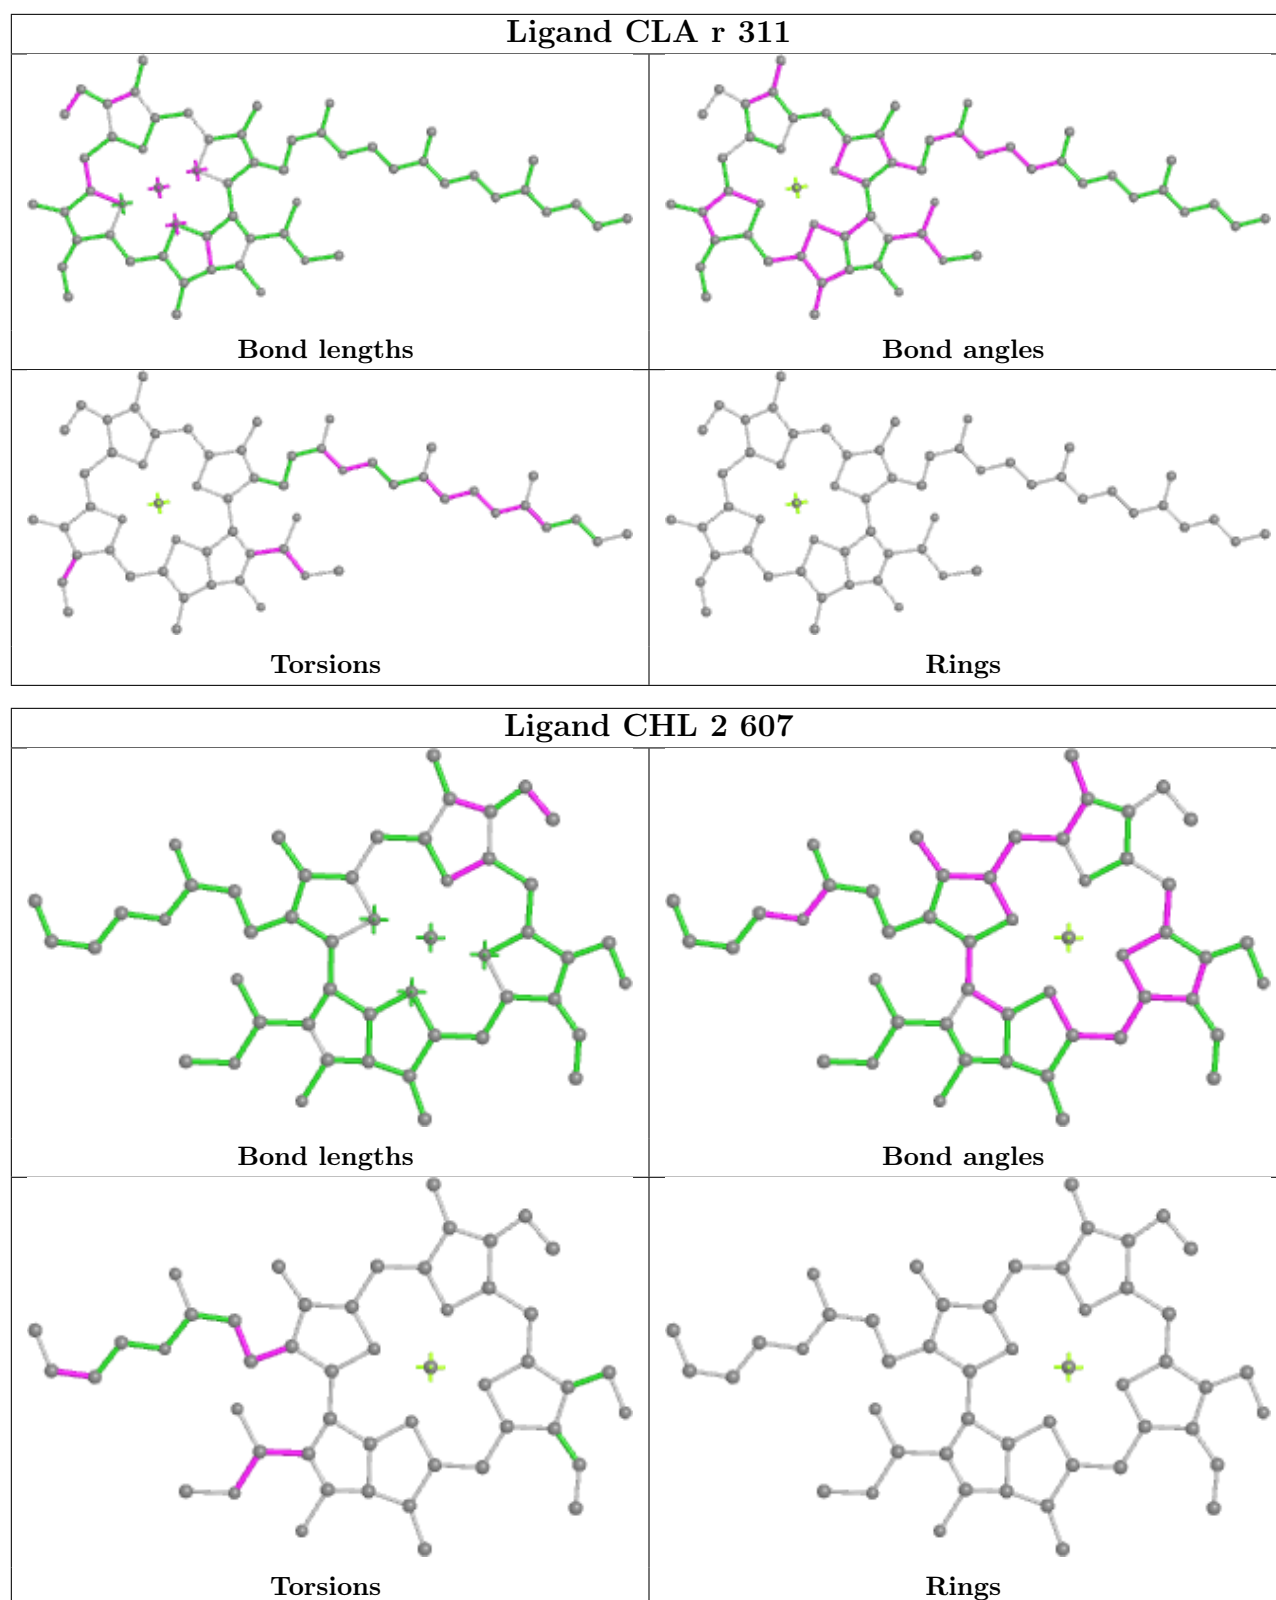 Ligand CLA r 311
Bond lengths
Bond angles
Torsions
Rings
Ligand CHL 2 607
Bond lengths
Bond angles
Torsions
Rings